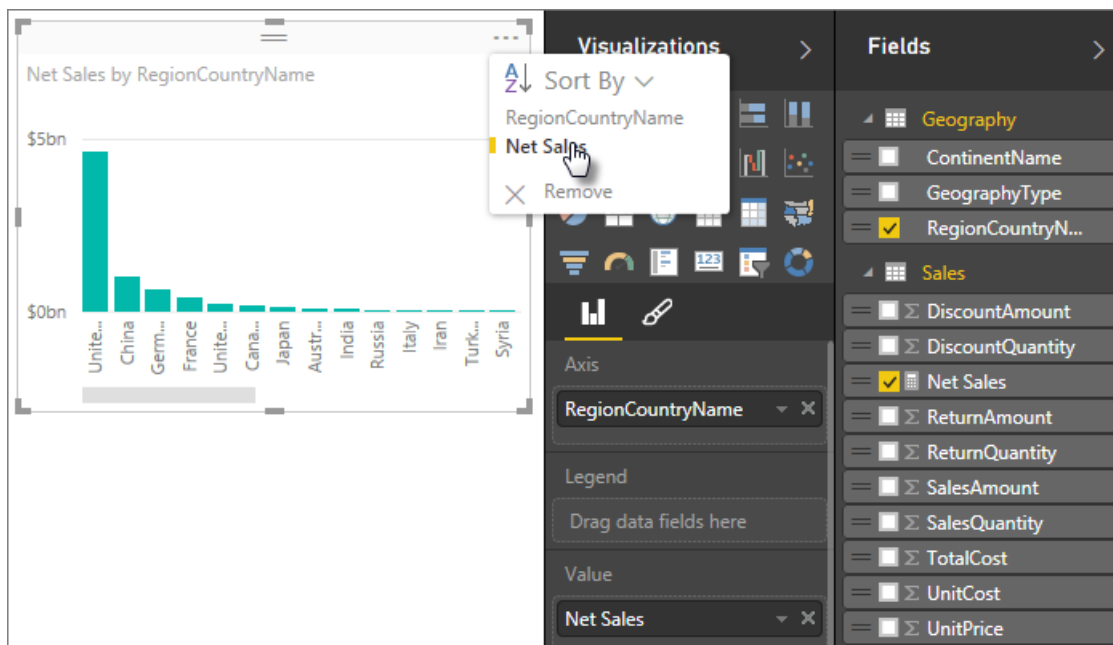 Net Sales by RegionCountryName
$5bn
$0bn
Unite...
China
Germ...
France
Unite...
Cana...
Japan
Austr...
India
Russia
Italy
Iran
Turk...
Syria
A
Z
Sort By
RegionCountryName
Net Sales
Remove
Visualizations
123
Axis
RegionCountryName
Legend
Drag data fields here
Value
Net Sales
Fields
Geography
ContinentName
GeographyType
RegionCountryN...
Sales
Σ DiscountAmount
Σ DiscountQuantity
Net Sales
Σ ReturnAmount
Σ ReturnQuantity
Σ SalesAmount
Σ SalesQuantity
Σ TotalCost
Σ UnitCost
Σ UnitPrice